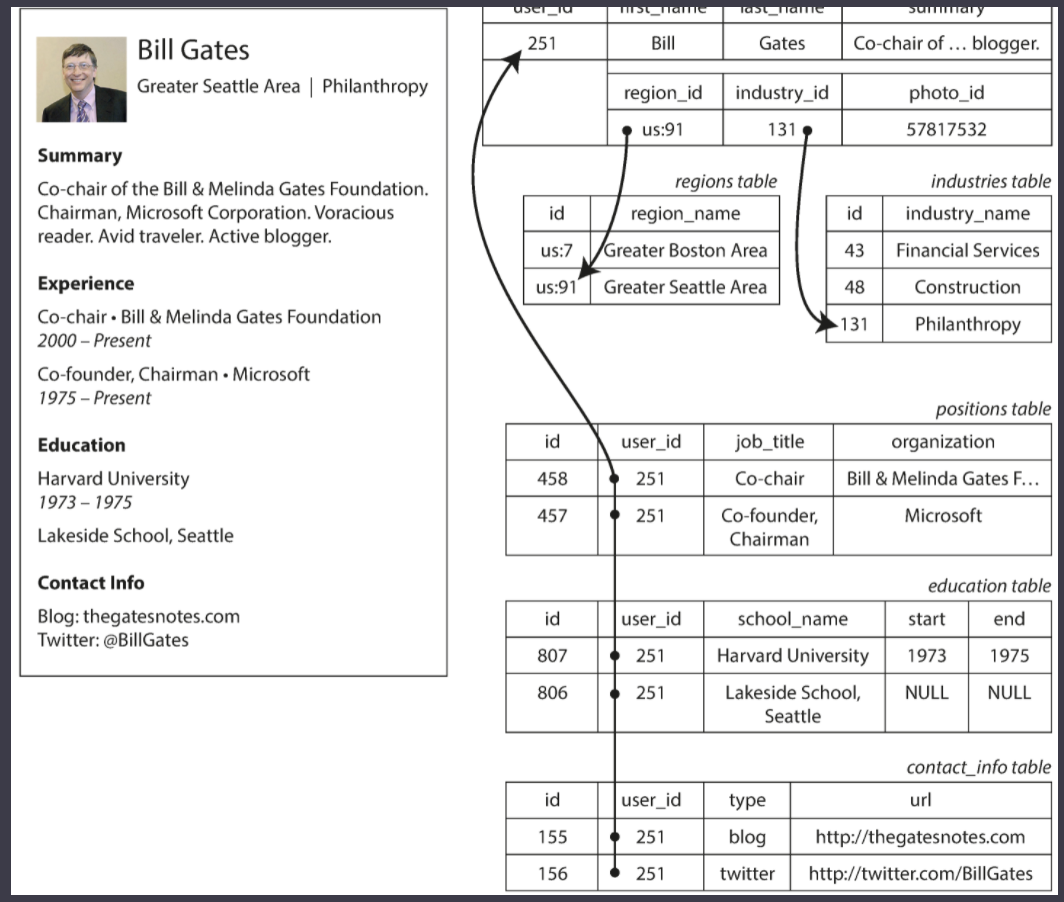 Bill Gates
Greater Seattle Area | Philanthropy
Summary
Co-chair of the Bill & Melinda Gates Foundation.
Chairman, Microsoft Corporation. Voracious
reader. Avid traveler. Active blogger.
Experience
Co-chair • Bill & Melinda Gates Foundation
2000 – Present
Co-founder, Chairman • Microsoft
1975 – Present
Education
Harvard University
1973 – 1975
Lakeside School, Seattle
Contact Info
Blog: thegatesnotes.com
Twitter: @BillGates
user_id first_name last_name summary
251 Bill Gates Co-chair of … blogger.
region_id industry_id photo_id
us:91 131 57817532
regions table
id region_name
us:7 Greater Boston Area
us:91 Greater Seattle Area
industries table
id industry_name
43 Financial Services
48 Construction
131 Philanthropy
positions table
id user_id job_title organization
458 251 Co-chair Bill & Melinda Gates F…
457 251 Co-founder, Microsoft
Chairman
education table
id user_id school_name start end
807 251 Harvard University 1973 1975
806 251 Lakeside School, NULL NULL
Seattle
contact_info table
id user_id type url
155 251 blog http://thegatesnotes.com
156 251 twitter http://twitter.com/BillGates